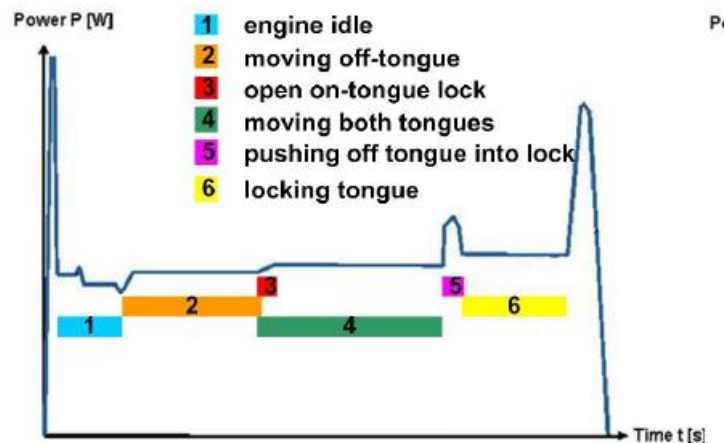 Power P [W]
Po
1 engine idle
2 moving off-tongue
3 open on-tongue lock
4 moving both tongues
5 pushing off tongue into lock
6 locking tongue
3
5
2
6
1
4
Time t [s]